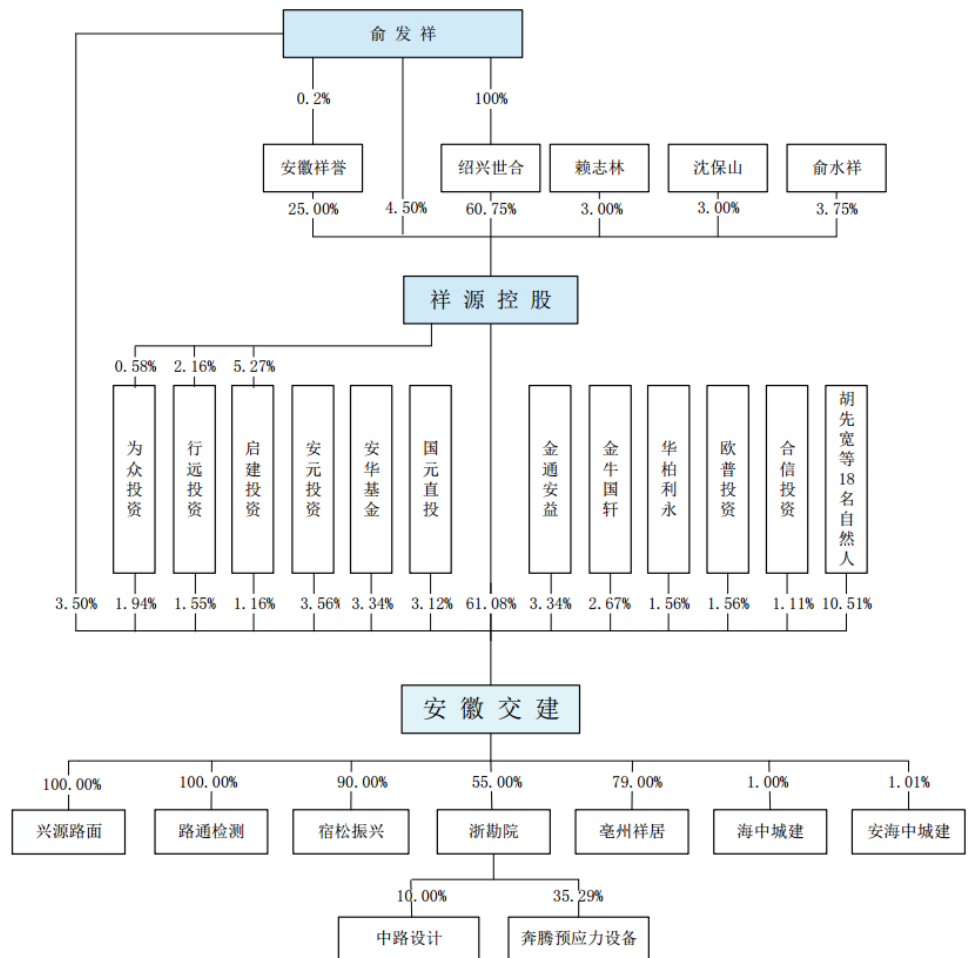 俞发祥
0.2%
100%
安徽祥誉
绍兴世合
赖志林
沈保山
俞水祥
25.00%
4.50%
60.75%
3.00%
3.00%
3.75%
祥源控股
0.58%
2.16%
5.27%
为众投资
行远投资
启建投资
安元投资
安华基金
国元直投
金通安益
金牛国轩
华柏利永
欧普投资
合信投资
胡先宽等18名自然人
3.50%
1.94%
1.55%
1.16%
3.56%
3.34%
3.12%
61.08%
3.34%
2.67%
1.56%
1.56%
1.11%
10.51%
安徽交建
100.00%
100.00%
90.00%
55.00%
79.00%
1.00%
1.01%
兴源路面
路通检测
宿松振兴
浙勘院
亳州祥居
海中城建
安海中城建
10.00%
35.29%
中路设计
奔腾预应力设备